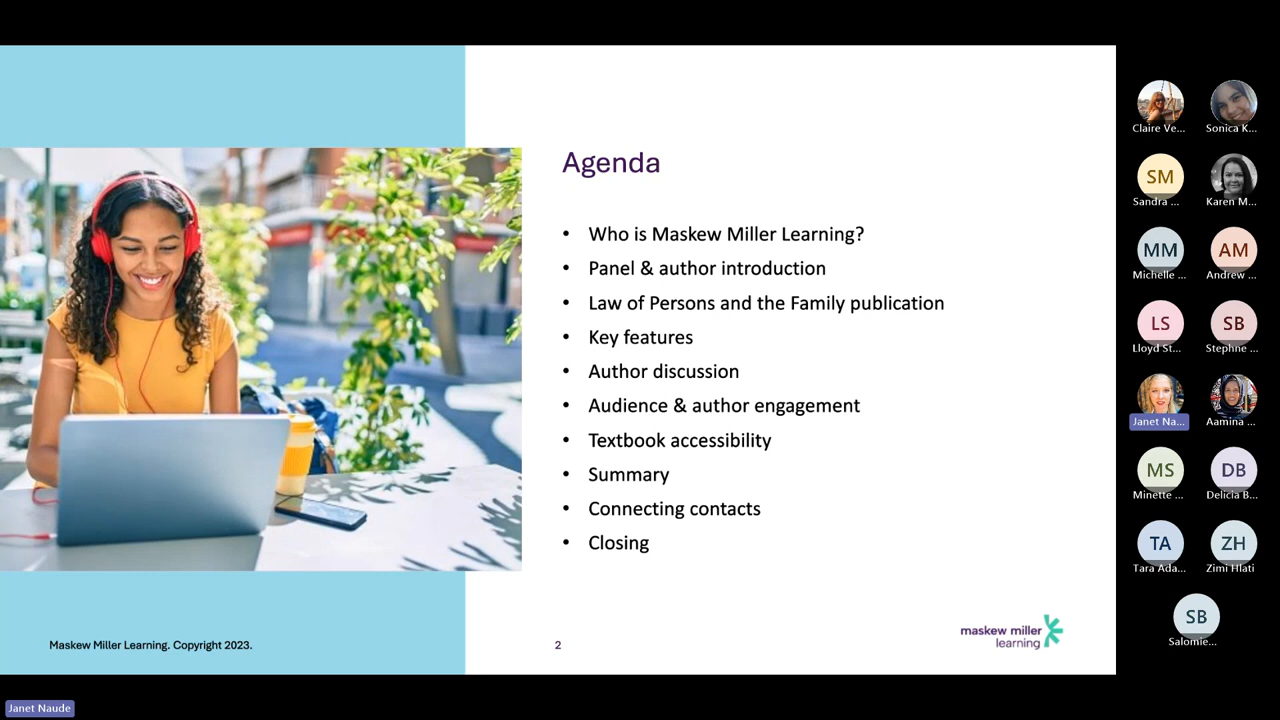 Agenda
• Who is Maskew Miller Learning?
• Panel & author introduction
• Law of Persons and the Family publication
• Key features
• Author discussion
• Audience & author engagement
• Textbook accessibility
• Summary
• Connecting contacts
• Closing
Maskew Miller Learning. Copyright 2023.
2
maskew miller
learning
Claire Ve...
Sonica K...
SM
Sandra ...
Karen M...
MM
Michelle ...
AM
Andrew ...
LS
Lloyd St...
SB
Stephne ...
Janet Na...
Aamina ...
MS
Minette ...
DB
Delicia B...
TA
Tara Ada...
ZH
Zimi Hlati
SB
Salomie...
Janet Naude